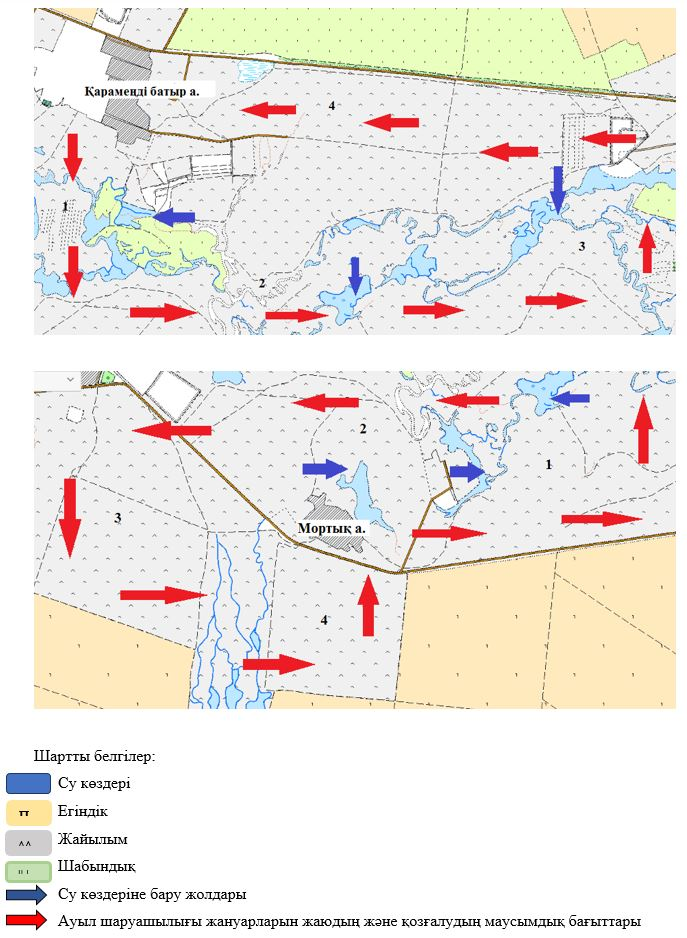 Қараменді батыр а.
4
1
3
2
2
1
3
Мортық а.
4
Шартты белгілер:
Су көздері
Егіндік
Жайылым
Шабындық
Су көздеріне бару жолдары
Ауыл шаруашылығы жануарларын жаюдың және қозғалудың маусымдық бағыттары